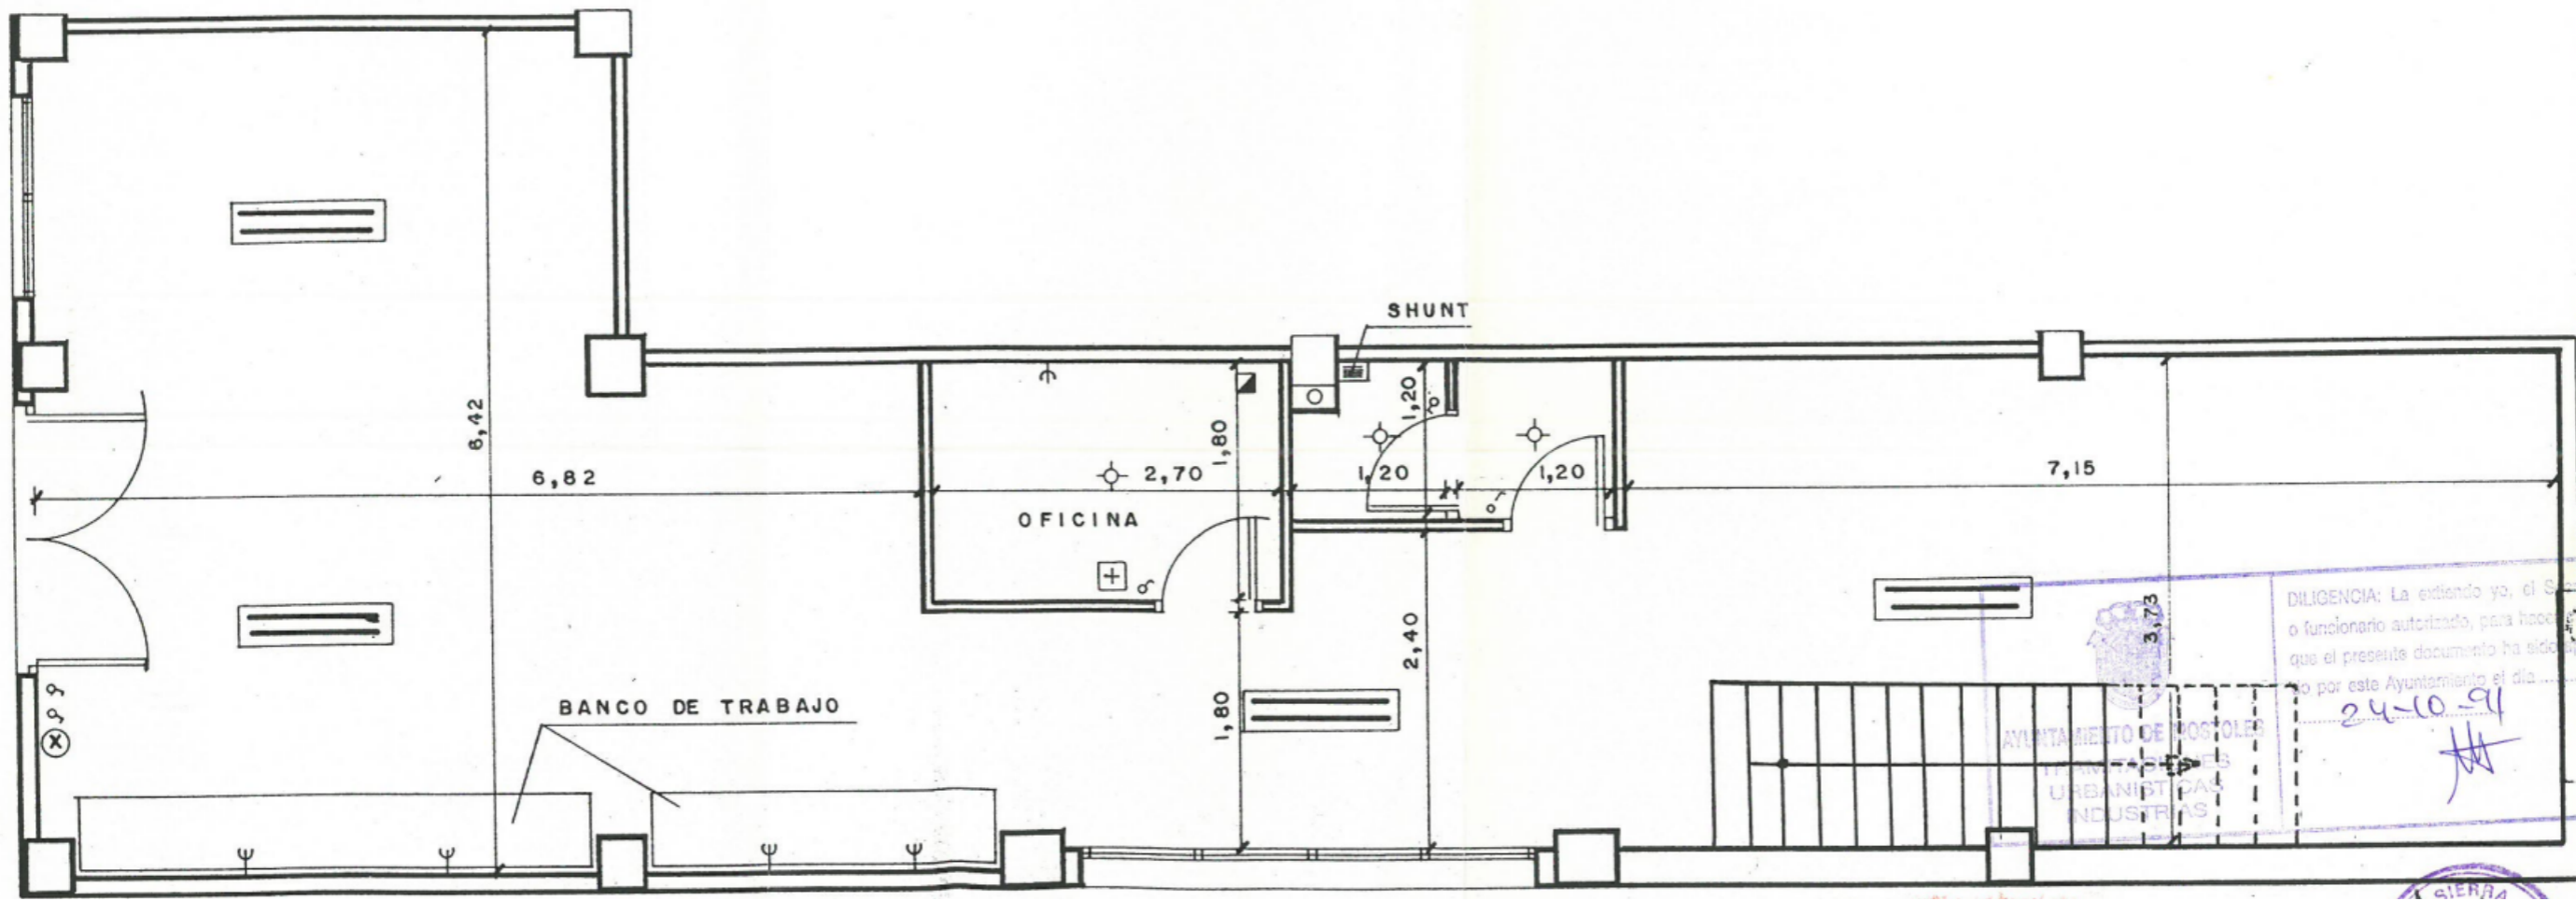 SHUNT
6,42
6,82
1,80
2,70
1,20
1,20
1,20
7,15
OFICINA
3,73
2,40
1,80
BANCO DE TRABAJO
DILIGENCIA: La extiendo yo, el
o funcionario autorizado, para
que el presente documento ha sido
por este Ayuntamiento el día
24-10-91
AYUNTAMIENTO DE MOSTOLES
TRAMITACIONES
URBANISTICAS
INDUSTRIAS
SIERRA